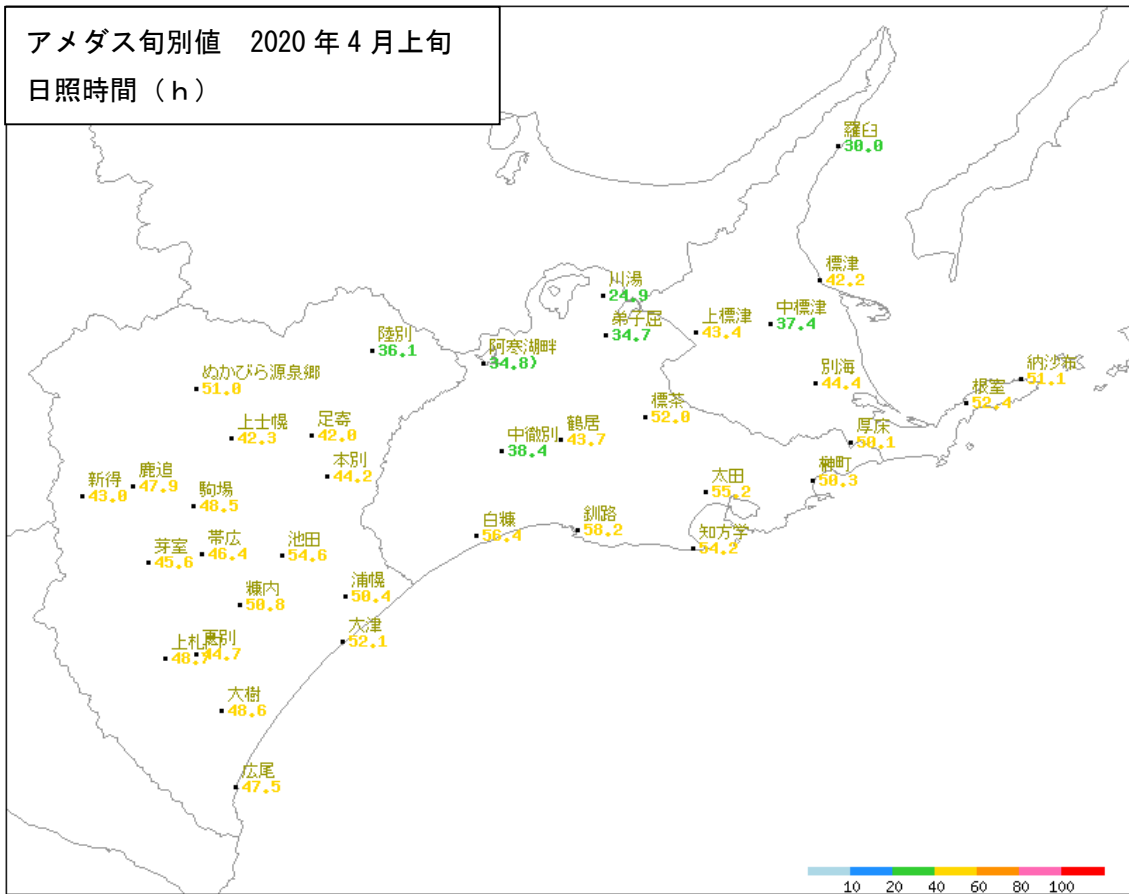 アメダス旬別値　2020年4月上旬
日照時間（ｈ）
羅臼
30.0
標津
42.2
川湯
24.9
中標津
37.4
上標津
43.4
弟子屈
34.7
陸別
36.1
阿寒湖畔
34.8)
ぬかびら源泉郷
51.0
別海
44.4
納沙布
51.1
根室
52.4
標茶
52.0
上士幌
42.3
足寄
42.0
鶴居
43.7
中徹別
38.4
厚床
50.1
本別
44.2
榊町
50.3
新得
43.0
鹿追
47.9
駒場
48.5
太田
55.2
白糠
56.4
釧路
58.2
知方学
54.2
芽室
45.6
帯広
46.4
池田
54.6
糠内
50.8
浦幌
50.4
大津
52.1
上札
48.7
更別
44.7
大樹
48.6
広尾
47.5
10 20 40 60 80 100